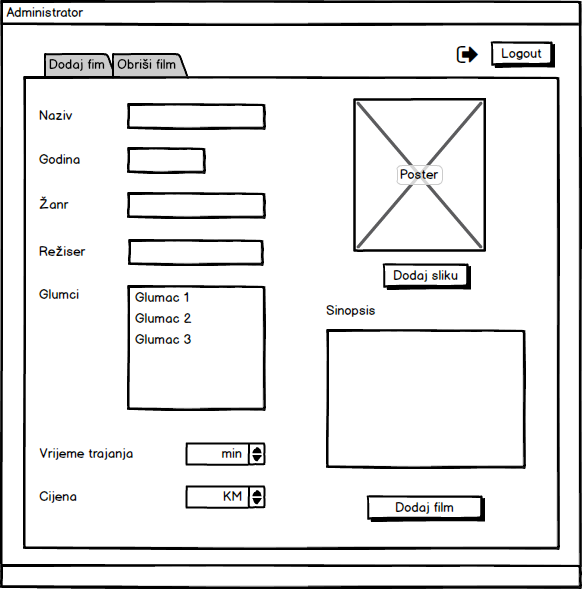 Administrator
Logout
Dodaj fim
Obriši film
Naziv
Godina
Žanr
Režiser
Glumci
Glumac 1
Glumac 2
Glumac 3
Vrijeme trajanja
min
Cijena
KM
Poster
Dodaj sliku
Sinopsis
Dodaj film